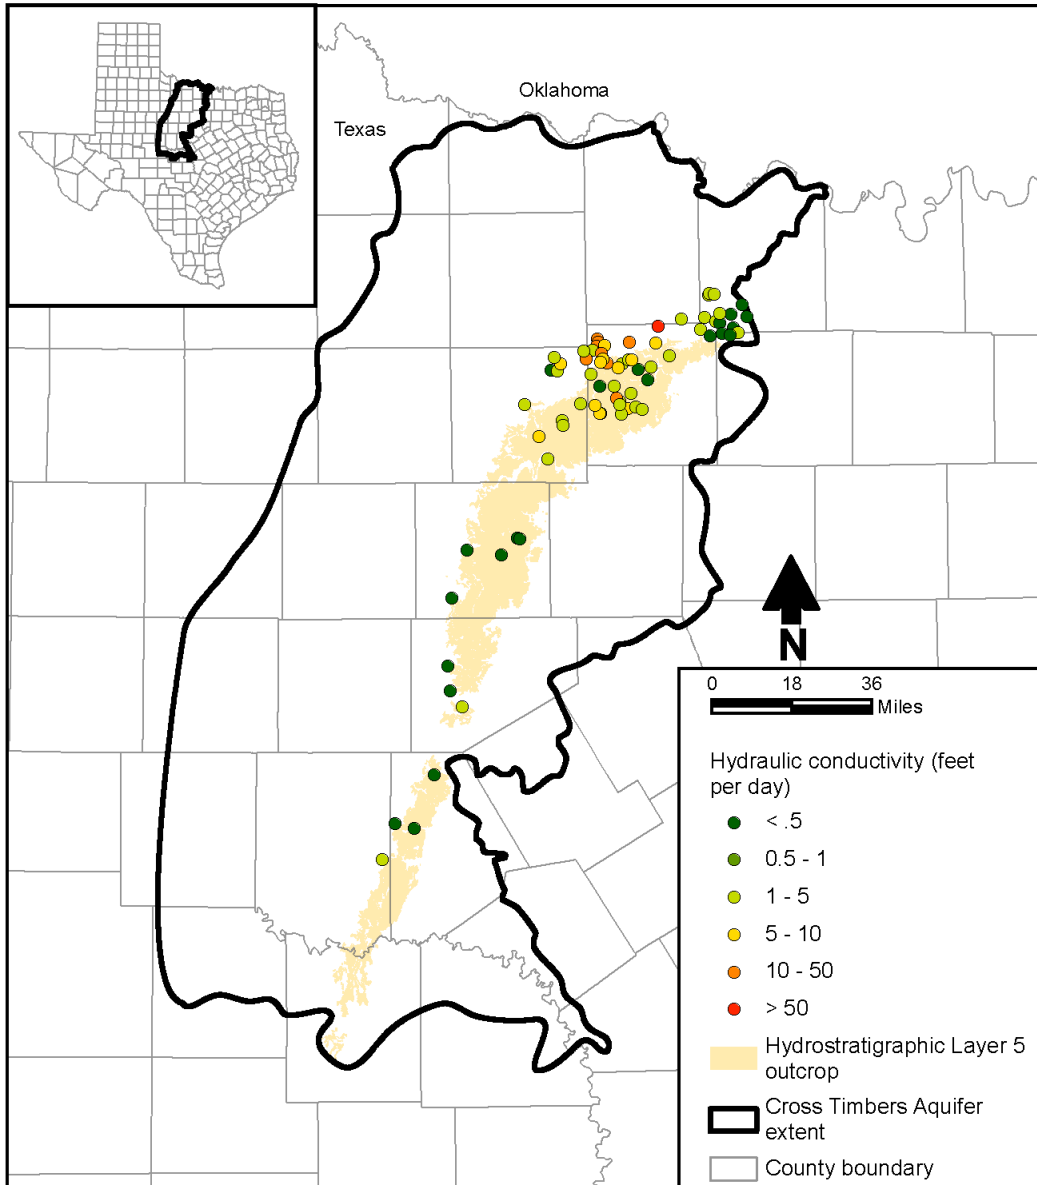 Oklahoma
Texas
N
0 18 36
Miles
Hydraulic conductivity (feet
per day)
< .5
0.5 - 1
1 - 5
5 - 10
10 - 50
> 50
Hydrostratigraphic Layer 5
outcrop
Cross Timbers Aquifer
extent
County boundary